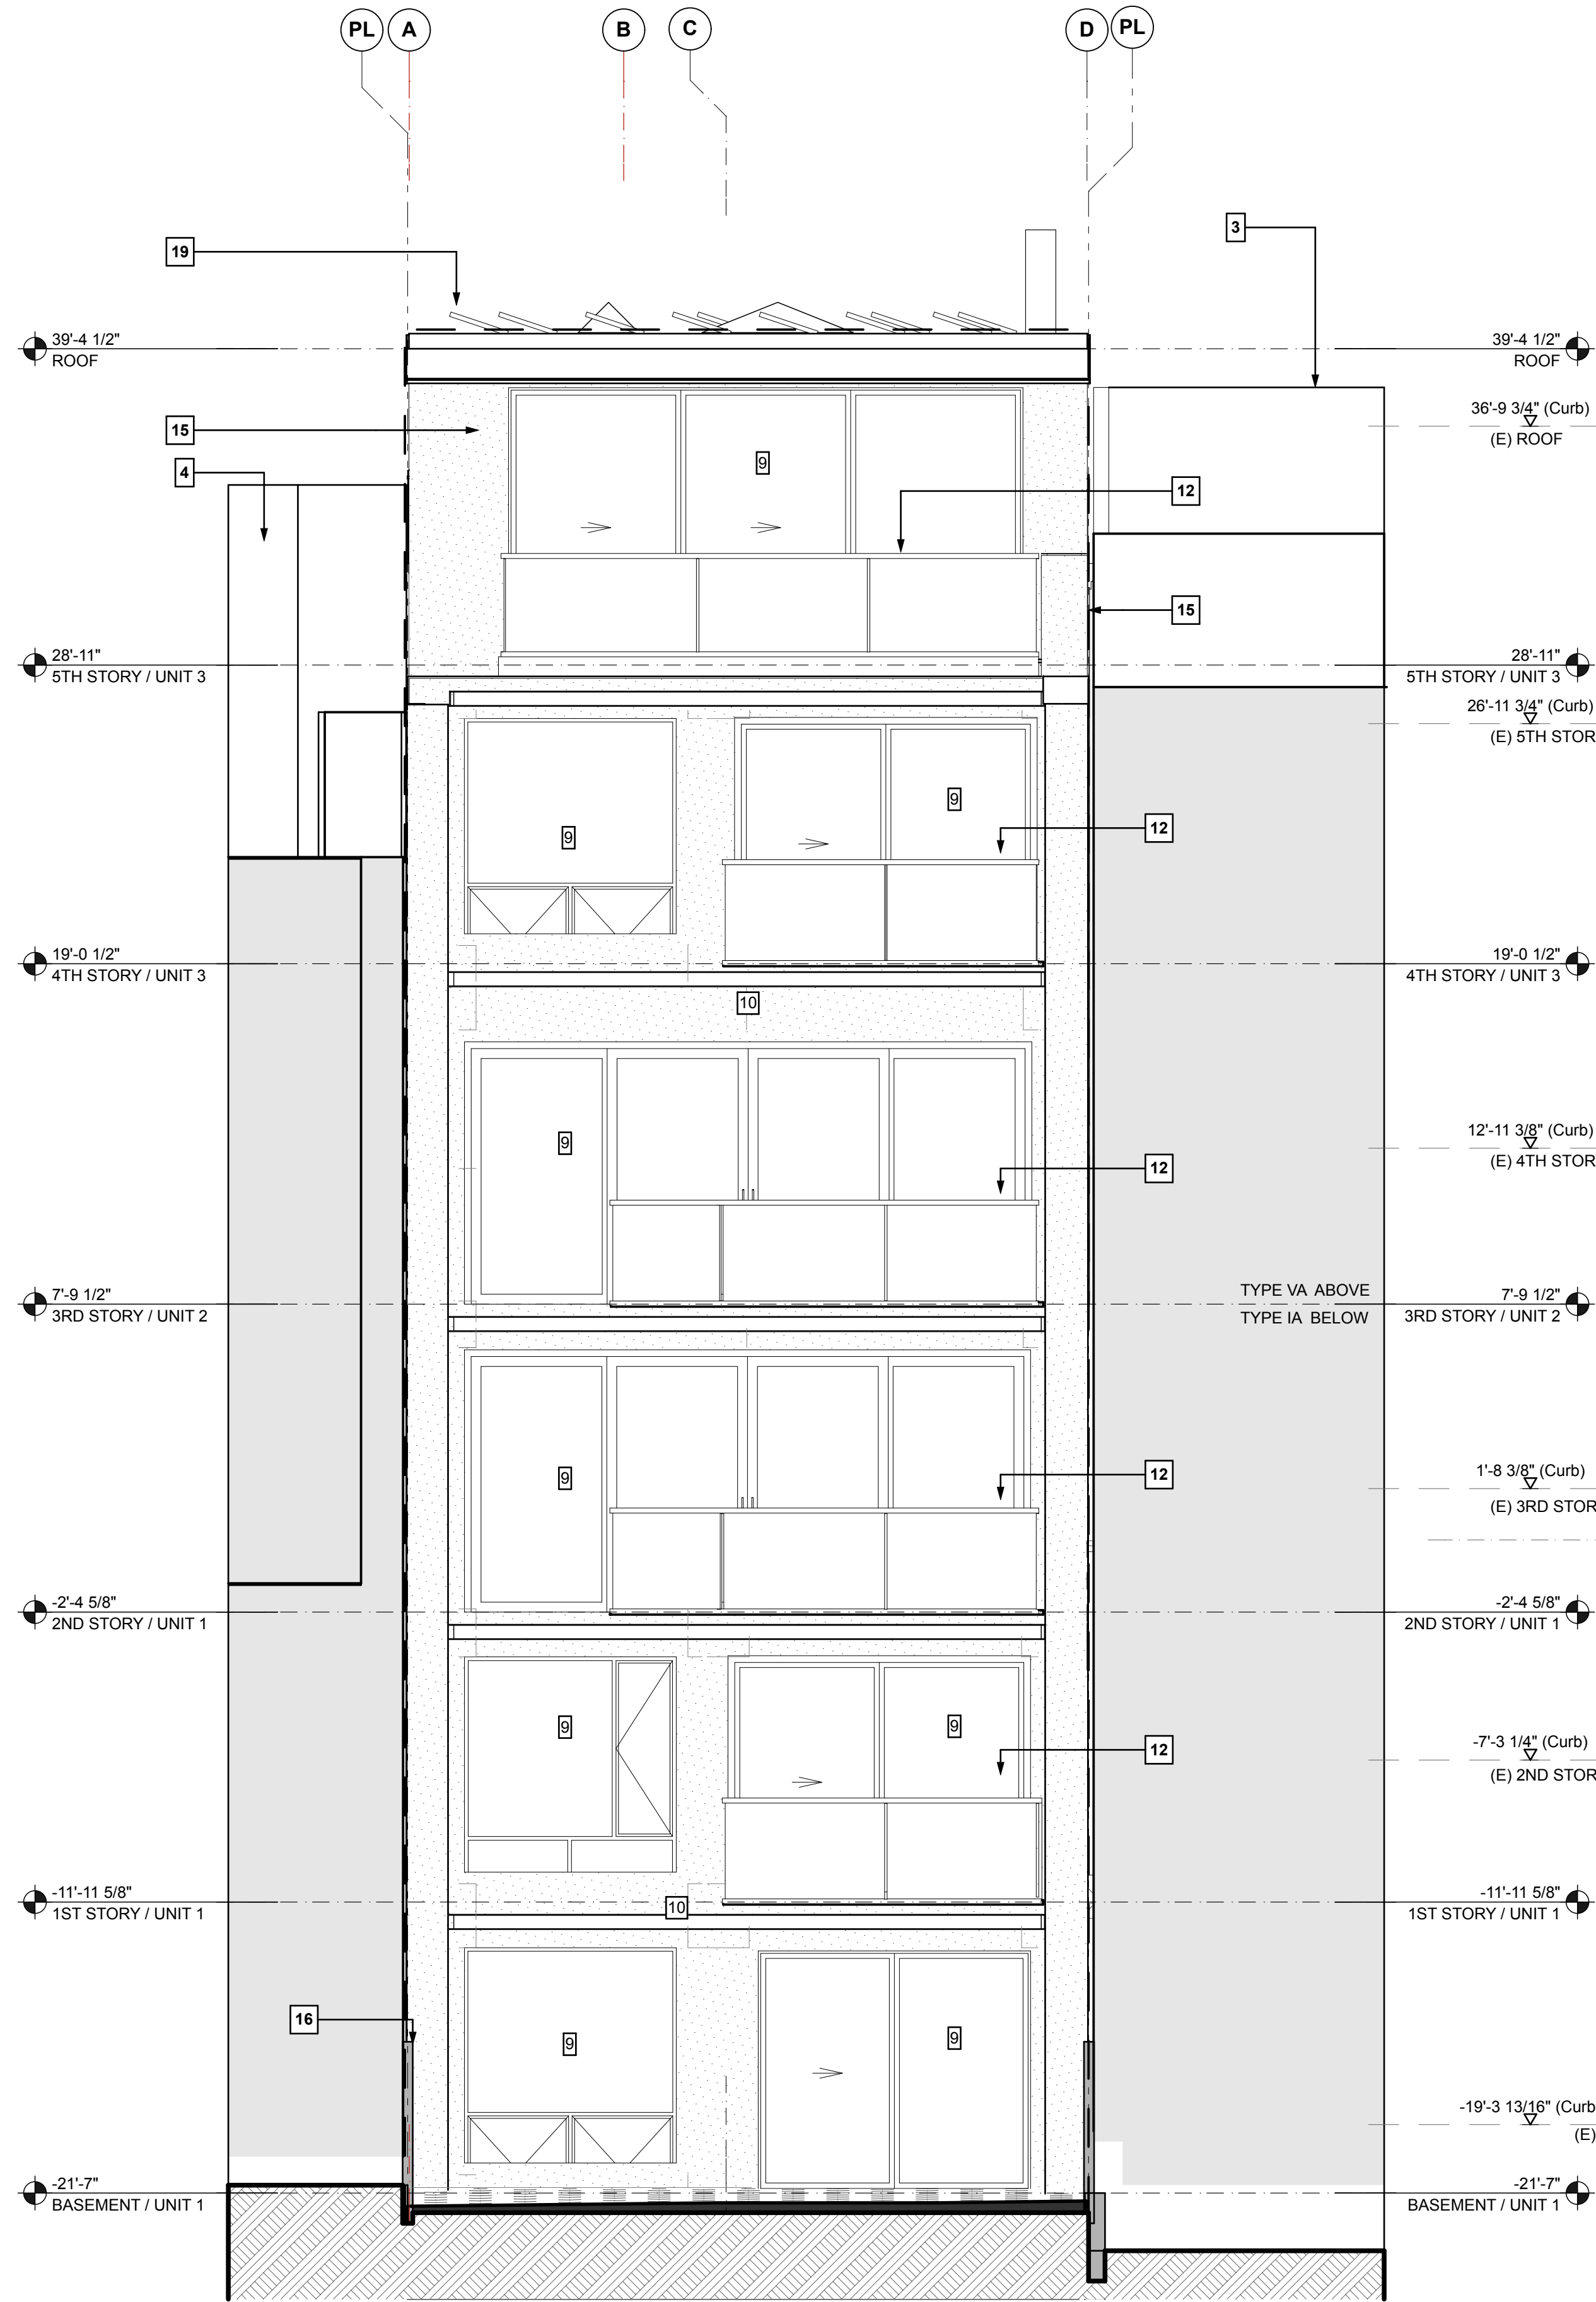 PL A B C D PL
3
19
39'-4 1/2"
ROOF
39'-4 1/2"
ROOF
36'-9 3/4" (Curb)
(E) ROOF
15
9
4
12
15
28'-11"
5TH STORY / UNIT 3
28'-11"
5TH STORY / UNIT 3
26'-11 3/4" (Curb)
(E) 5TH STOR
9
9
12
19'-0 1/2"
4TH STORY / UNIT 3
19'-0 1/2"
4TH STORY / UNIT 3
10
9
12
12'-11 3/8" (Curb)
(E) 4TH STOR
TYPE VA ABOVE
TYPE IA BELOW
7'-9 1/2"
3RD STORY / UNIT 2
7'-9 1/2"
3RD STORY / UNIT 2
9
12
1'-8 3/8" (Curb)
(E) 3RD STOR
-2'-4 5/8"
2ND STORY / UNIT 1
-2'-4 5/8"
2ND STORY / UNIT 1
9
9
12
-7'-3 1/4" (Curb)
(E) 2ND STOR
-11'-11 5/8"
1ST STORY / UNIT 1
-11'-11 5/8"
1ST STORY / UNIT 1
10
16
9
9
-19'-3 13/16" (Curb
(E)
-21'-7"
BASEMENT / UNIT 1
-21'-7"
BASEMENT / UNIT 1